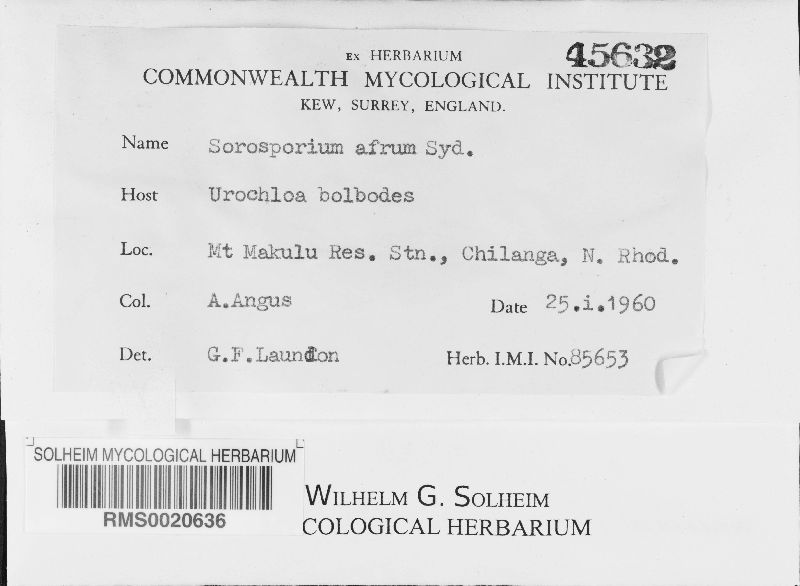 45632
EX HERBARIUM
COMMONWEALTH MYCOLOGICAL INSTITUTE
KEW, SURREY, ENGLAND.
Name Sorosporium afrum Syd.
Host Urochloa bolbodes
Loc. Mt Makulu Res. Stn., Chilanga, N. Rhod.
Col. A.Angus Date 25.i.1960
Det. G.F.Laundon Herb. I.M.I. No.85653
SOLHEIM MYCOLOGICAL HERBARIUM
RMS0020636
WILHELM G. SOLHEIM
COLOGICAL HERBARIUM